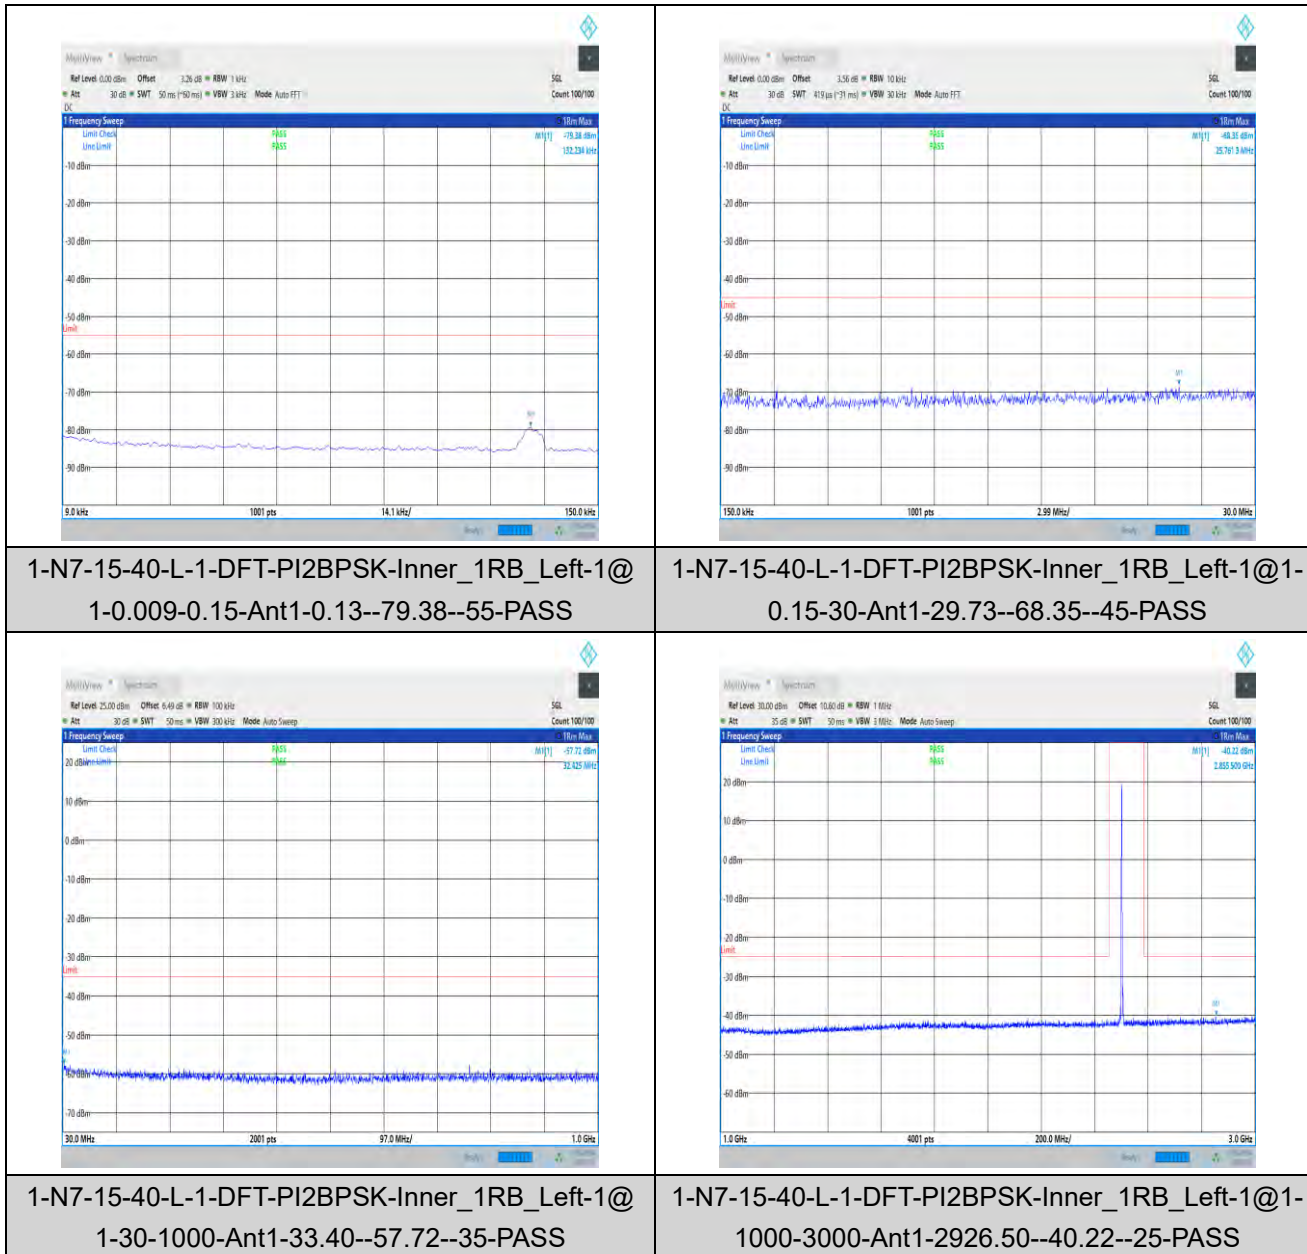 MultiView Spectrum
Ref Level 0.00 dBm Offset 3.26 dB RBW 1 kHz SGL
Att 30 dB SWT 50 ms (~60 ms) VBW 3 kHz Mode Auto FFT Count 100/100
DC
1 Frequency Sweep 1Rm Max
Limit Check PASS M1[1] -79.38 dBm
Line Limit PASS 132.234 kHz
-10 dBm
-20 dBm
-30 dBm
-40 dBm
-50 dBm
Limit
-60 dBm
-70 dBm
M1
-80 dBm
-90 dBm
9.0 kHz 1001 pts 14.1 kHz/ 150.0 kHz
Ready
1-N7-15-40-L-1-DFT-PI2BPSK-Inner_1RB_Left-1@
1-0.009-0.15-Ant1-0.13--79.38--55-PASS
MultiView Spectrum
Ref Level 0.00 dBm Offset 3.56 dB RBW 10 kHz SGL
Att 30 dB SWT 419 µs (~31 ms) VBW 30 kHz Mode Auto FFT Count 100/100
DC
1 Frequency Sweep 1Rm Max
Limit Check PASS M1[1] -68.35 dBm
Line Limit PASS 25.761 3 MHz
-10 dBm
-20 dBm
-30 dBm
-40 dBm
Limit
-50 dBm
-60 dBm
M1
-70 dBm
-80 dBm
-90 dBm
150.0 kHz 1001 pts 2.99 MHz/ 30.0 MHz
Ready
1-N7-15-40-L-1-DFT-PI2BPSK-Inner_1RB_Left-1@1-
0.15-30-Ant1-29.73--68.35--45-PASS
MultiView Spectrum
Ref Level 25.00 dBm Offset 6.49 dB RBW 100 kHz SGL
Att 30 dB SWT 50 ms VBW 300 kHz Mode Auto Sweep Count 100/100
1 Frequency Sweep 1Rm Max
Limit Check PASS M1[1] -57.72 dBm
20 dBm Line Limit PASS 32.425 MHz
10 dBm
0 dBm
-10 dBm
-20 dBm
-30 dBm
Limit
-40 dBm
-50 dBm
M1
-60 dBm
-70 dBm
30.0 MHz 2001 pts 97.0 MHz/ 1.0 GHz
Ready
1-N7-15-40-L-1-DFT-PI2BPSK-Inner_1RB_Left-1@
1-30-1000-Ant1-33.40--57.72--35-PASS
MultiView Spectrum
Ref Level 30.00 dBm Offset 10.60 dB RBW 1 MHz SGL
Att 35 dB SWT 50 ms VBW 3 MHz Mode Auto Sweep Count 100/100
1 Frequency Sweep 1Rm Max
Limit Check PASS M1[1] -40.22 dBm
Line Limit PASS 2.855 500 GHz
20 dBm
10 dBm
0 dBm
-10 dBm
-20 dBm
Limit
-30 dBm
-40 dBm M1
-50 dBm
-60 dBm
1.0 GHz 4001 pts 200.0 MHz/ 3.0 GHz
Ready
1-N7-15-40-L-1-DFT-PI2BPSK-Inner_1RB_Left-1@1-
1000-3000-Ant1-2926.50--40.22--25-PASS